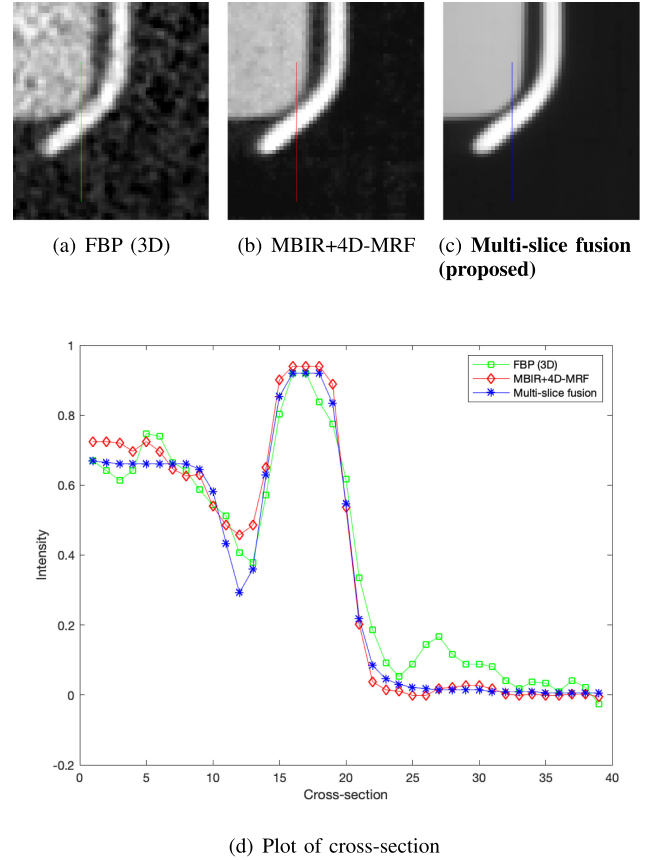 (a) FBP (3D)
(b) MBIR+4D-MRF
(c) Multi-slice fusion
(proposed)
1
0.8
0.6
0.4
0.2
0
-0.2
Intensity
FBP (3D)
MBIR+4D-MRF
Multi-slice fusion
0 5 10 15 20 25 30 35 40
Cross-section
(d) Plot of cross-section